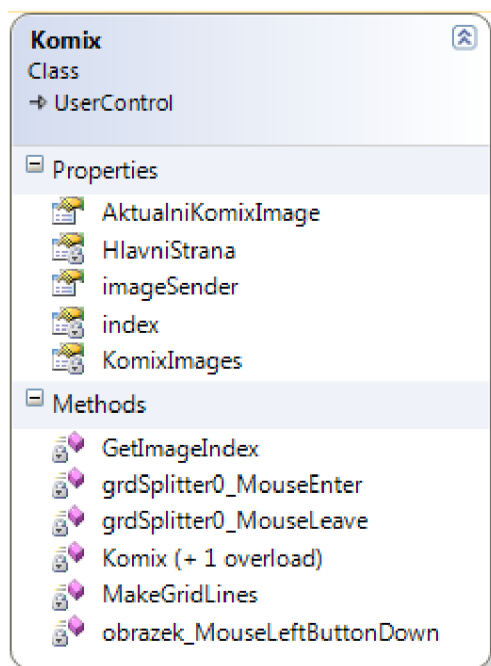 Komix
Class
UserControl
Properties
AktualniKomixImage
HlavniStrana
imageSender
index
KomixImages
Methods
GetImageIndex
grdSplitter0_MouseEnter
grdSplitter0_MouseLeave
Komix (+ 1 overload)
MakeGridLines
obrazek_MouseLeftButtonDown